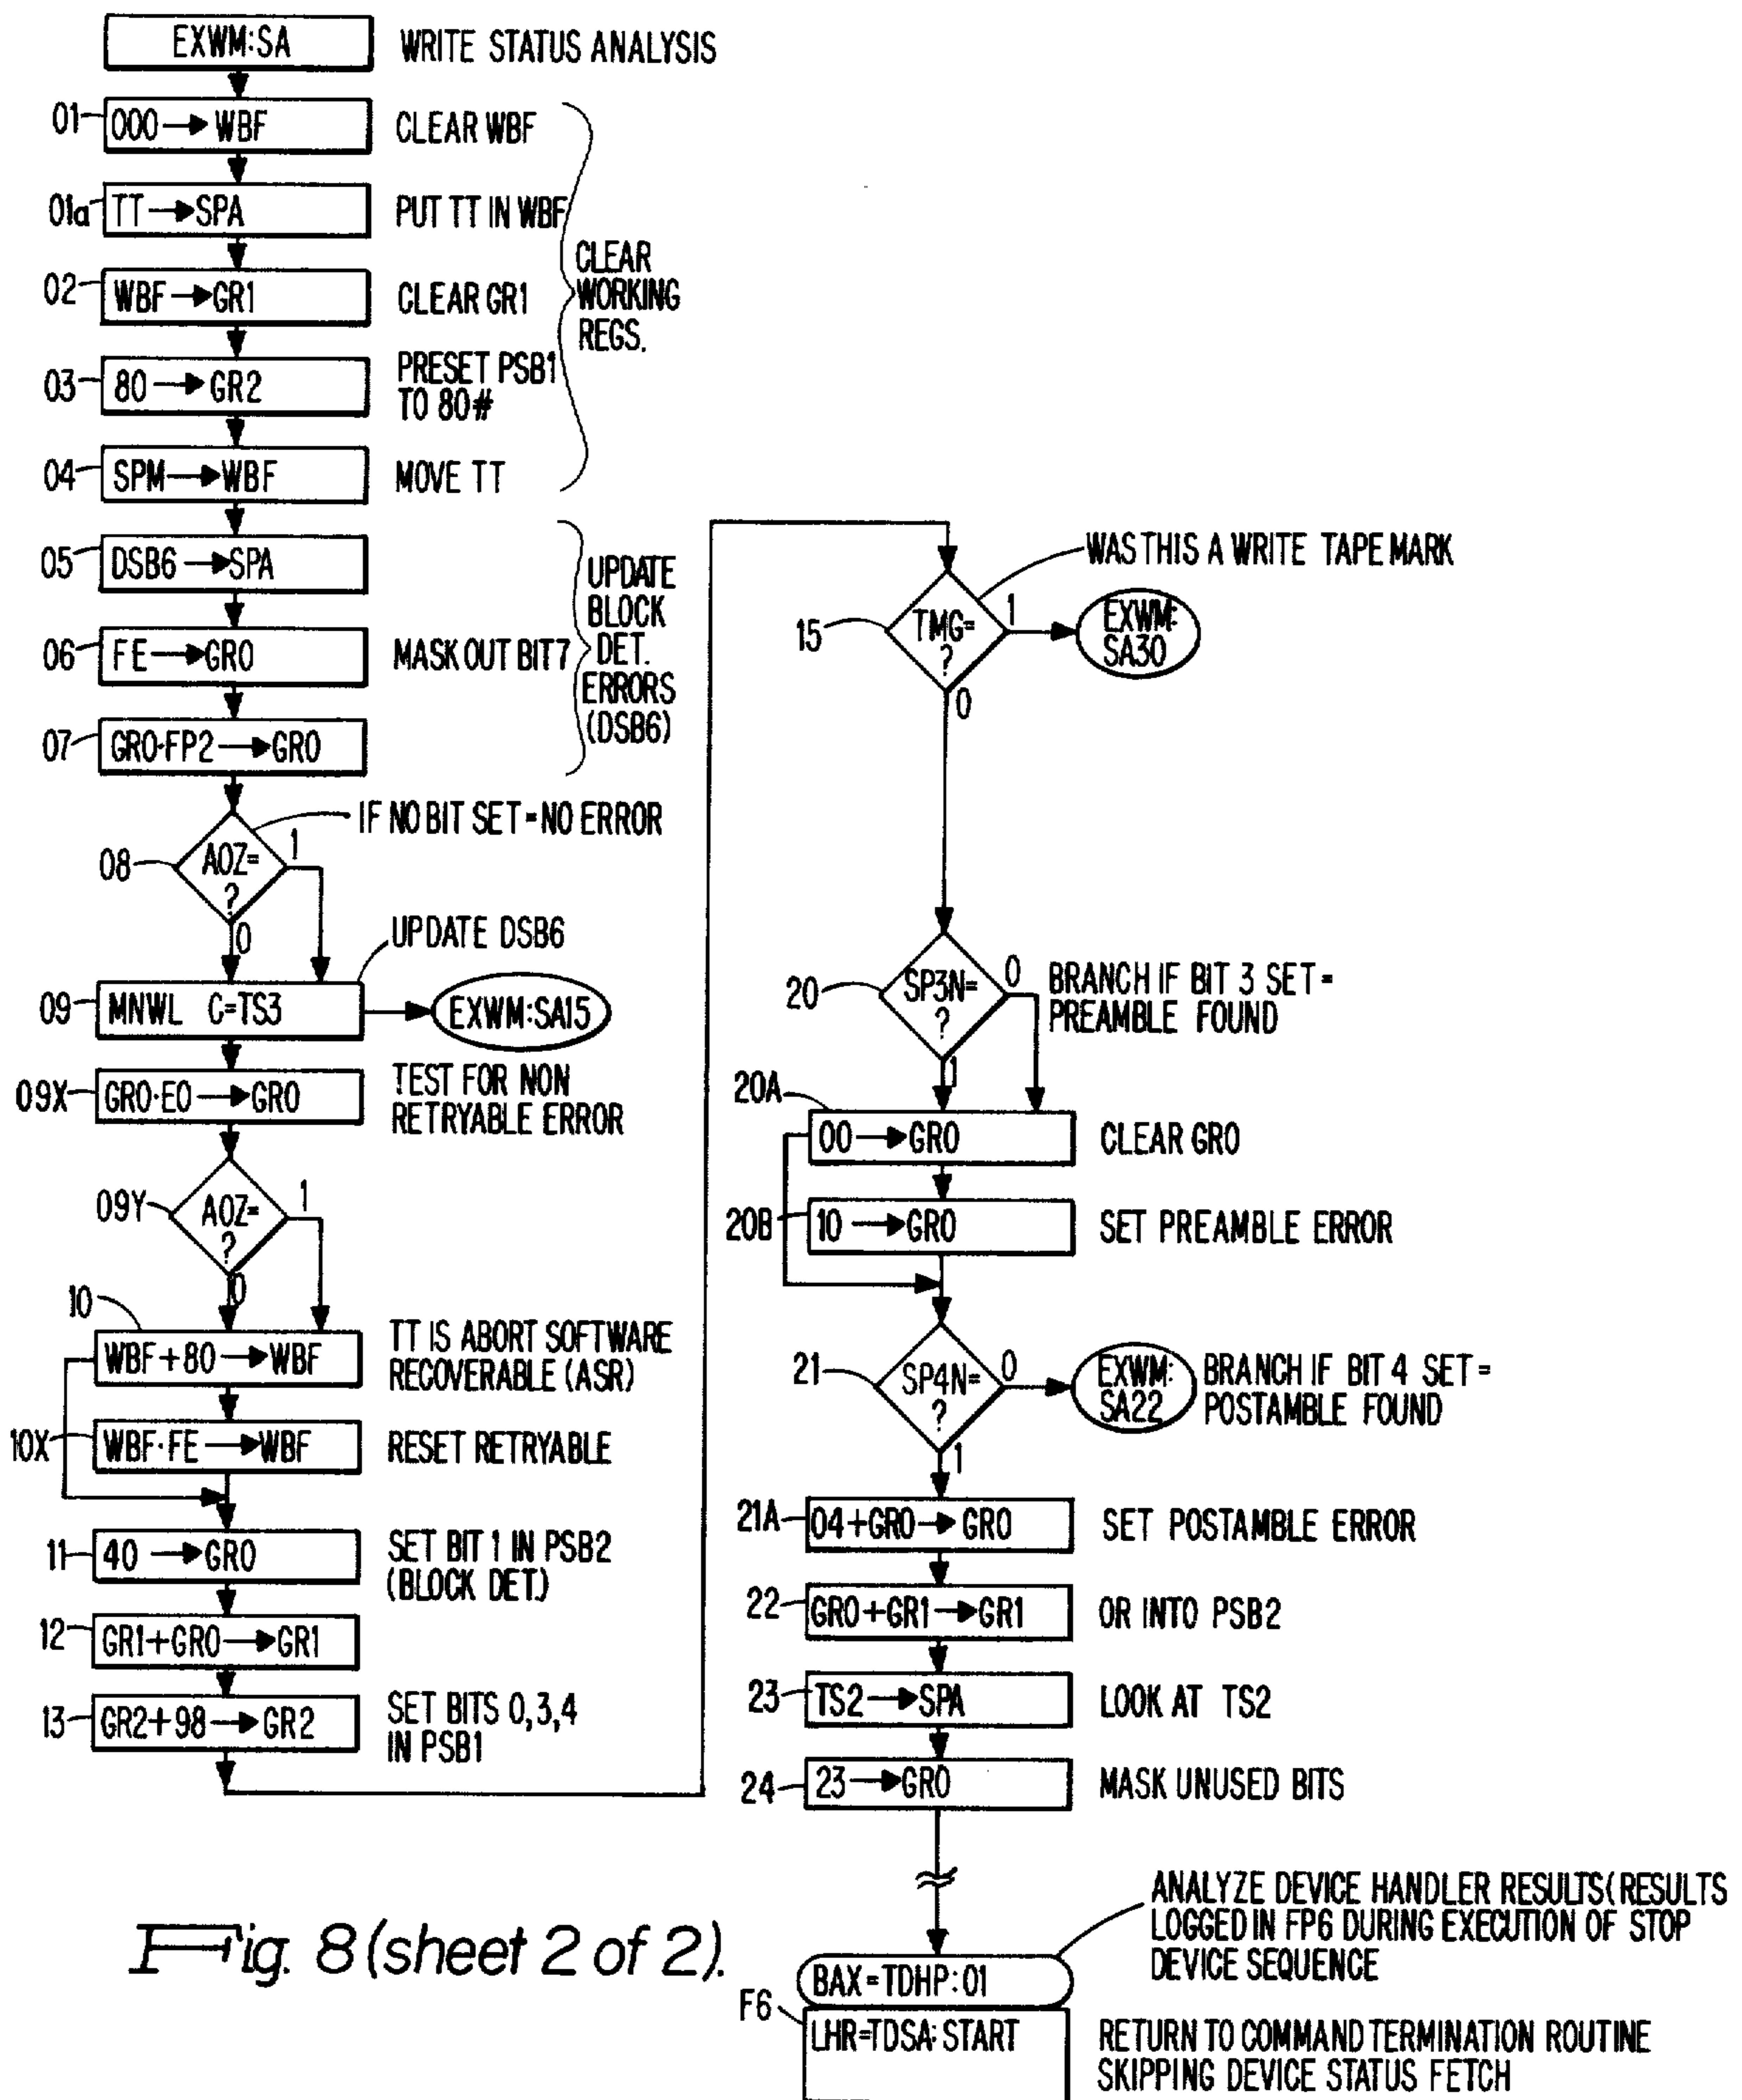 EXWM:SA
WRITE STATUS ANALYSIS
01
000→WBF
CLEAR WBF
01a
TT→SPA
PUT TT IN WBF
02
WBF→GR1
CLEAR GR1
03
80→GR2
PRESET PSB1
TO 80#
04
SPM→WBF
MOVE TT
CLEAR
WORKING
REGS.
05
DSB6→SPA
06
FE→GR0
MASK OUT BIT7
07
GR0·FP2→GR0
UPDATE
BLOCK
DET.
ERRORS
(DSB6)
08
AOZ=
?
1
0
IF NO BIT SET=NO ERROR
UPDATE DSB6
09
MNWL C=TS3
EXWM:SA15
09X
GR0·E0→GR0
TEST FOR NON
RETRYABLE ERROR
09Y
AOZ=
?
1
0
10
WBF+80→WBF
TT IS ABORT SOFTWARE
RECOVERABLE (ASR)
10X
WBF·FE→WBF
RESET RETRYABLE
11
40→GR0
SET BIT 1 IN PSB2
(BLOCK DET.)
12
GR1+GR0→GR1
13
GR2+98→GR2
SET BITS 0,3,4
IN PSB1
WAS THIS A WRITE TAPE MARK
15
TMG=
?
1
0
EXWM:
SA30
20
SP3N=
?
0
1
BRANCH IF BIT 3 SET=
PREAMBLE FOUND
20A
00→GR0
CLEAR GR0
20B
10→GR0
SET PREAMBLE ERROR
21
SP4N=
?
0
1
EXWM:
SA22
BRANCH IF BIT 4 SET=
POSTAMBLE FOUND
21A
04+GR0→GR0
SET POSTAMBLE ERROR
22
GR0+GR1→GR1
OR INTO PSB2
23
TS2→SPA
LOOK AT TS2
24
23→GR0
MASK UNUSED BITS
ANALYZE DEVICE HANDLER RESULTS(RESULTS
LOGGED IN FP6 DURING EXECUTION OF STOP
DEVICE SEQUENCE
BAX=TDHP:01
F6
LHR=TDSA:START
RETURN TO COMMAND TERMINATION ROUTINE
SKIPPING DEVICE STATUS FETCH
Fig. 8 (sheet 2 of 2).